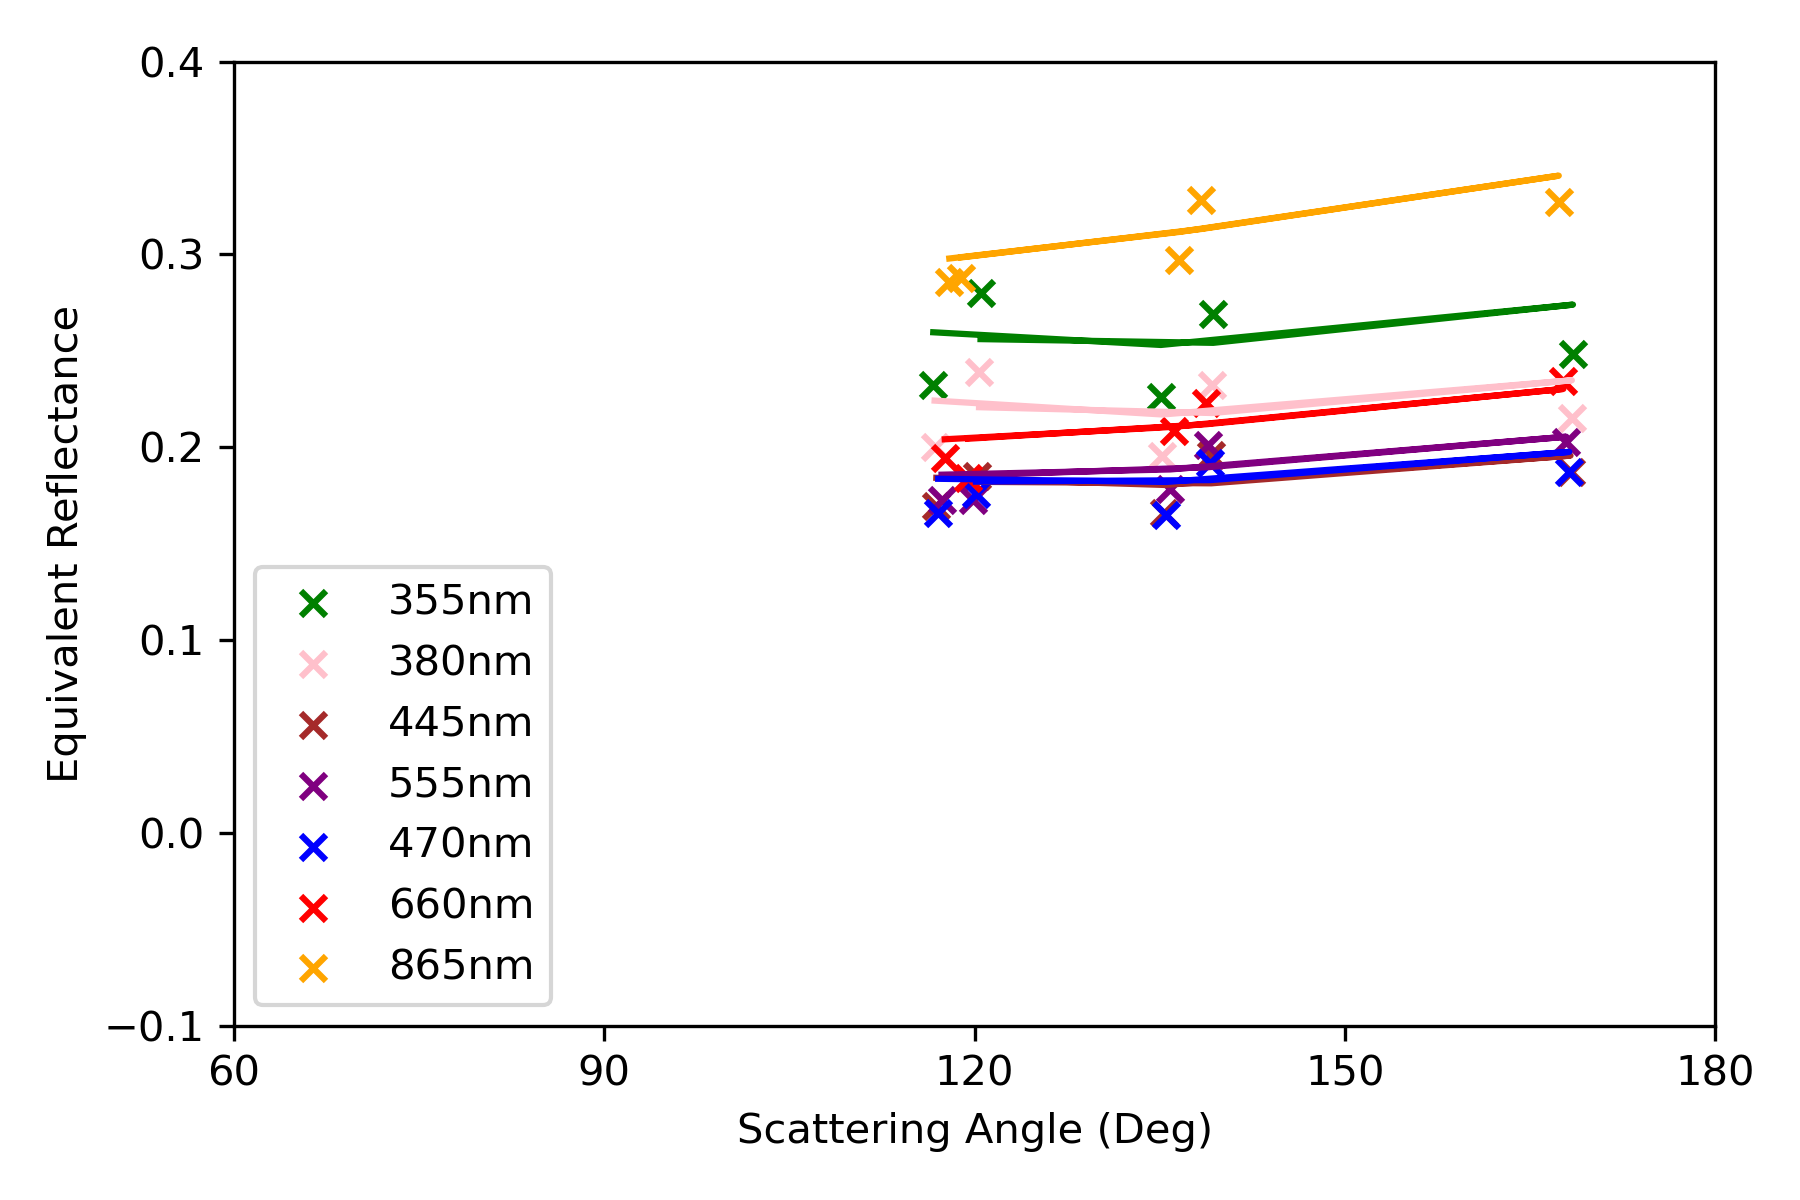 0.4
0.3
0.2
0.1
0.0
−0.1
Equivalent Reflectance
355nm
380nm
445nm
555nm
470nm
660nm
865nm
60 90 120 150 180
Scattering Angle (Deg)